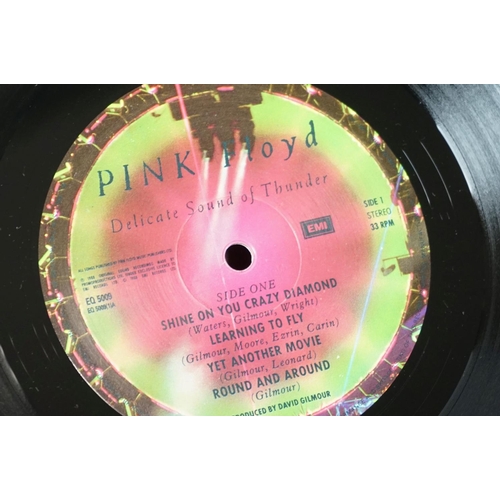 PINK Floyd
Delicate Sound of Thunder
SIDE 1
STEREO
33 RPM
EMI
EQ 5009
SIDE ONE
SHINE ON YOU CRAZY DIAMOND
(Waters, Gilmour, Wright)
LEARNING TO FLY
(Gilmour, Moore, Ezrin, Carin)
YET ANOTHER MOVIE
(Gilmour, Leonard)
ROUND AND AROUND
(Gilmour)
BY DAVID GILMOUR